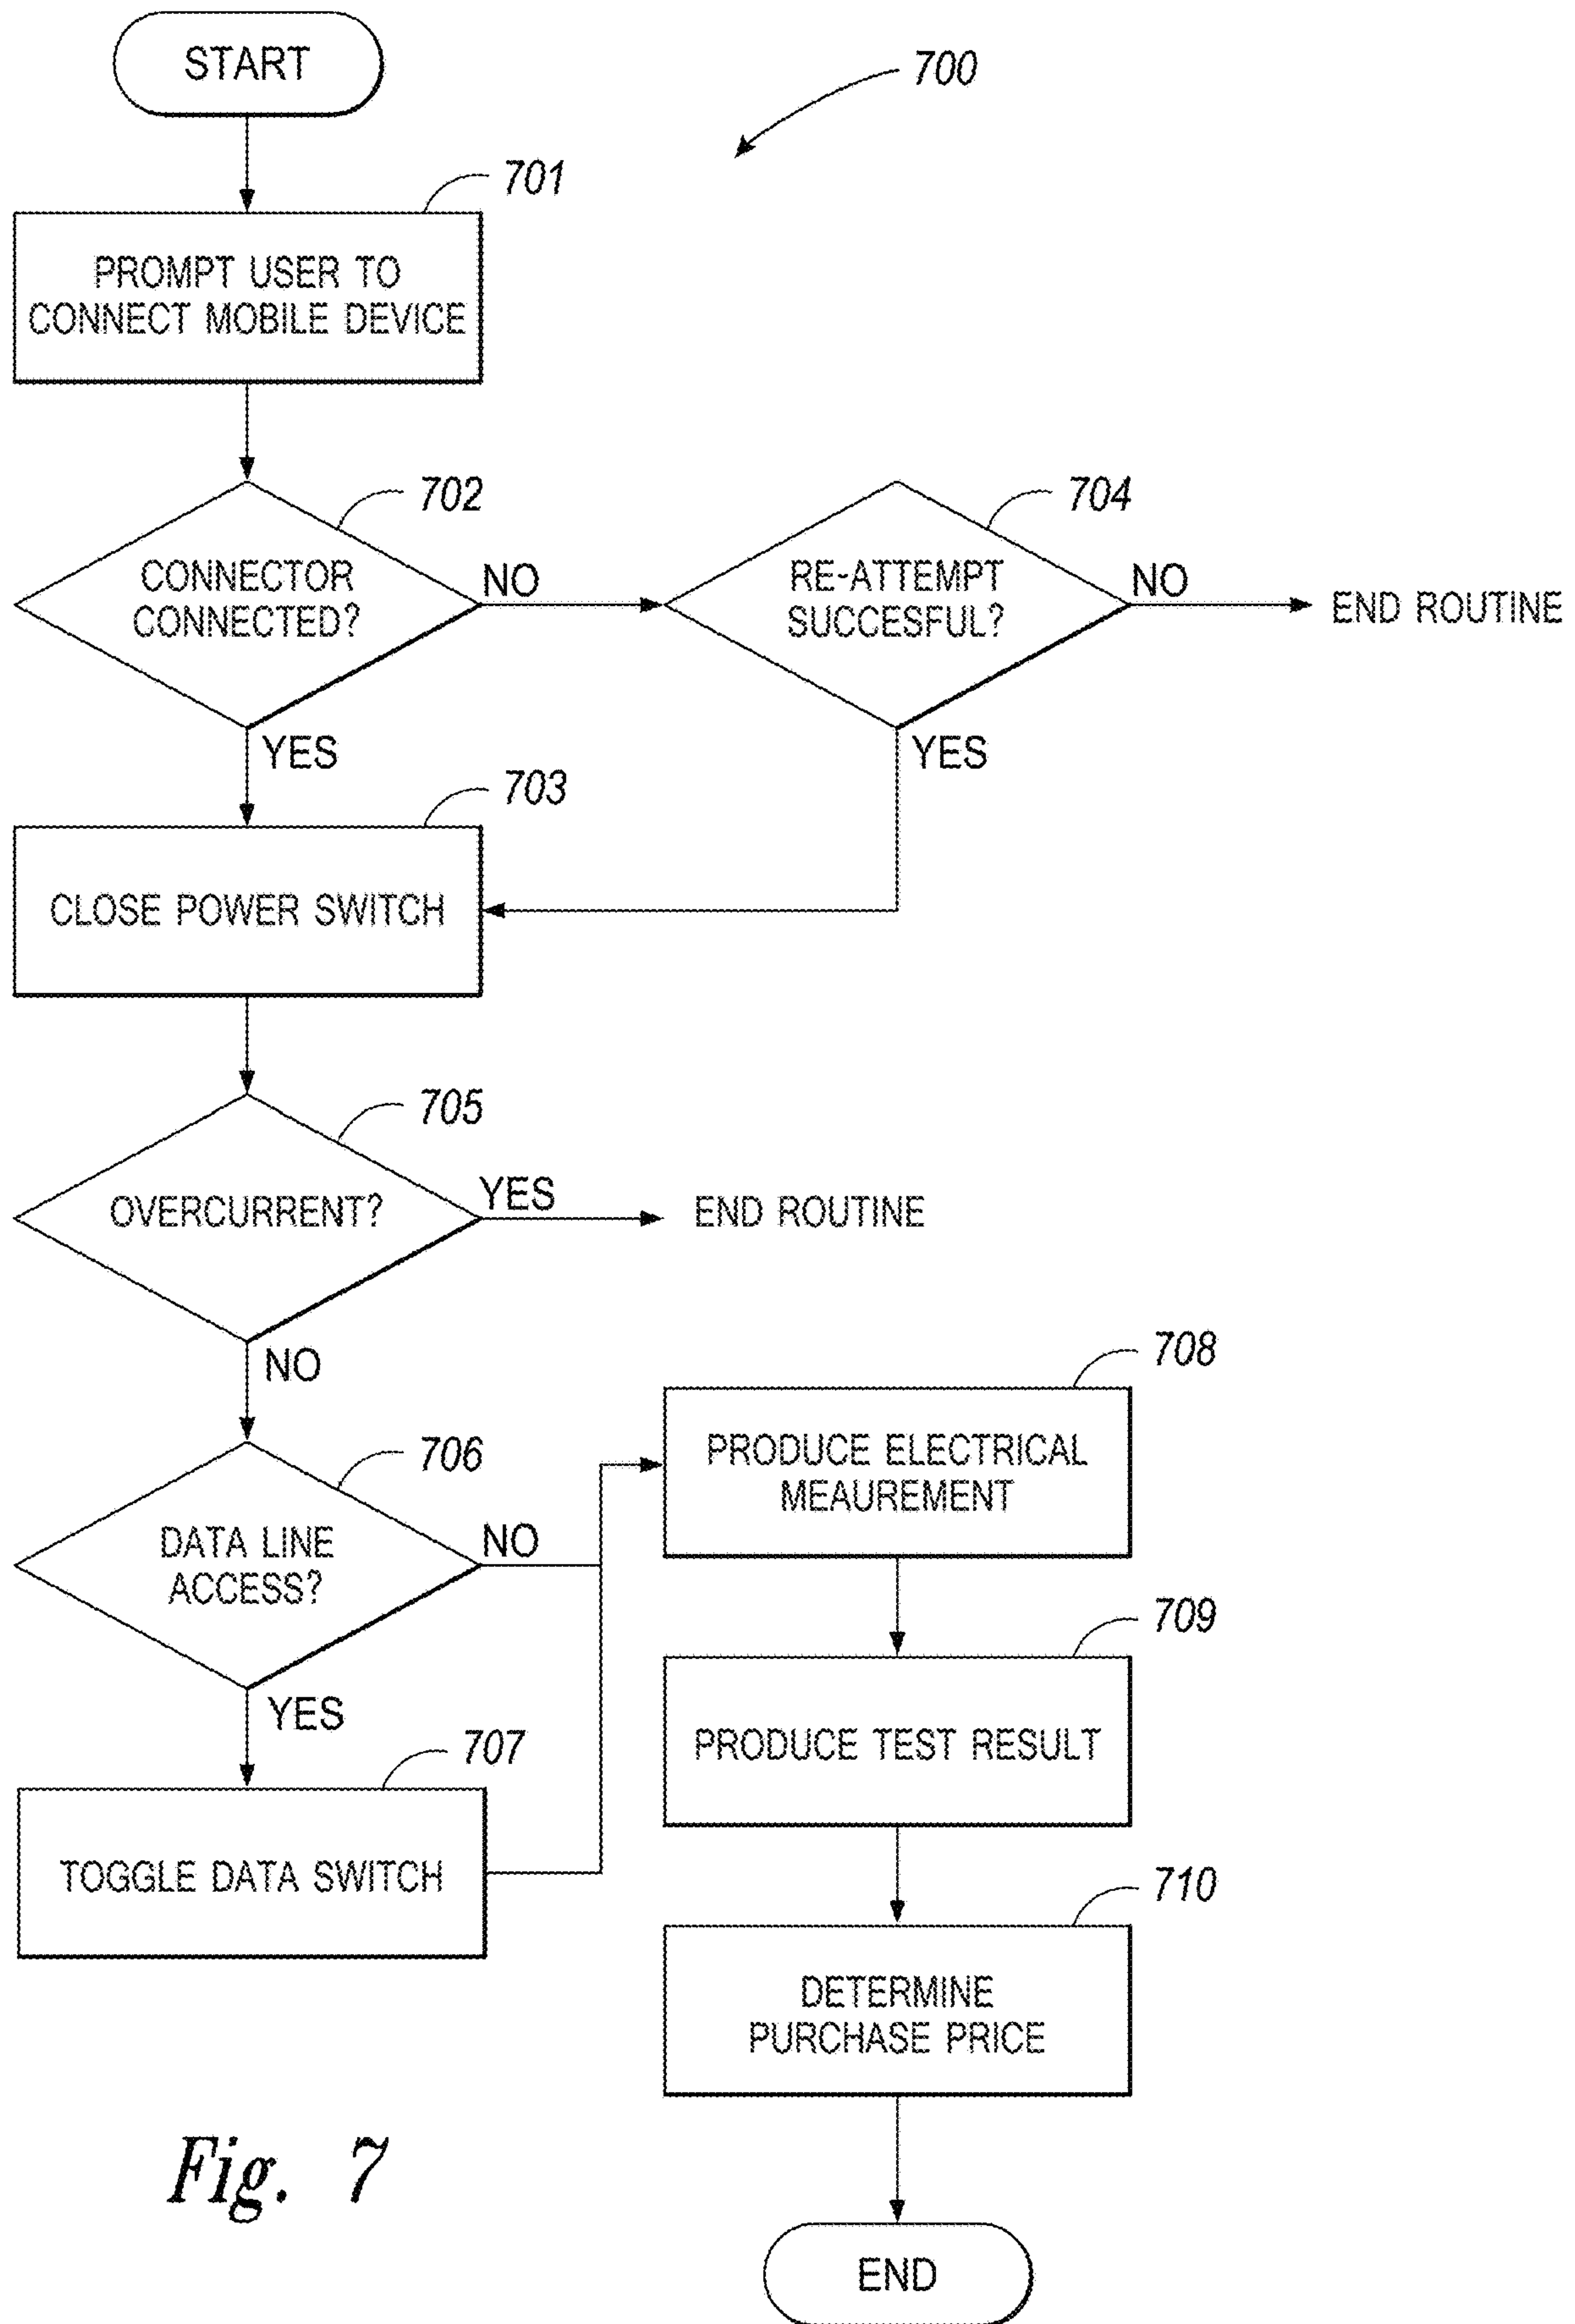 START
700
701
PROMPT USER TO
CONNECT MOBILE DEVICE
702
CONNECTOR
CONNECTED?
NO
YES
704
RE-ATTEMPT
SUCCESFUL?
NO
END ROUTINE
YES
703
CLOSE POWER SWITCH
705
OVERCURRENT?
YES
END ROUTINE
NO
706
DATA LINE
ACCESS?
NO
YES
707
TOGGLE DATA SWITCH
708
PRODUCE ELECTRICAL
MEAUREMENT
709
PRODUCE TEST RESULT
710
DETERMINE
PURCHASE PRICE
END
Fig. 7